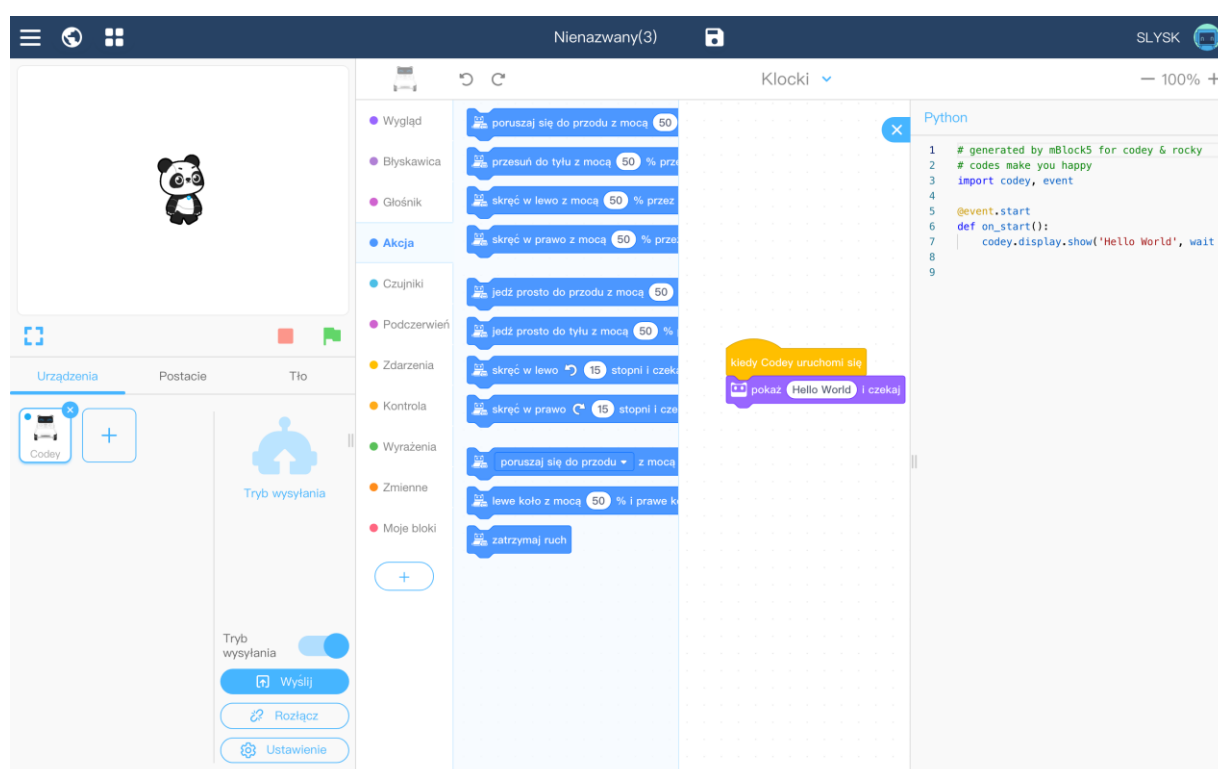 Nienazwany(3)
SLYSK
Klocki
— 100% +
Wygląd
Błyskawica
Głośnik
Akcja
Czujniki
Podczerwień
Zdarzenia
Kontrola
Wyrażenia
Zmienne
Moje bloki
+
poruszaj się do przodu z mocą 50
przesuń do tyłu z mocą 50 % prze
skręć w lewo z mocą 50 % przez
skręć w prawo z mocą 50 % prze
jedź prosto do przodu z mocą 50
jedź prosto do tyłu z mocą 50 %
skręć w lewo 15 stopni i czeka
skręć w prawo 15 stopni i cze
poruszaj się do przodu z mocą
lewe koło z mocą 50 % i prawe k
zatrzymaj ruch
kiedy Codey uruchomi się
pokaż Hello World i czekaj
Python
1 # generated by mBlock5 for codey & rocky
2 # codes make you happy
3 import codey, event
4
5 @event.start
6 def on_start():
7 codey.display.show('Hello World', wait
8
9
Urządzenia Postacie Tło
Codey
+
Tryb wysyłania
Tryb
wysyłania
Wyślij
Rozłącz
Ustawienie